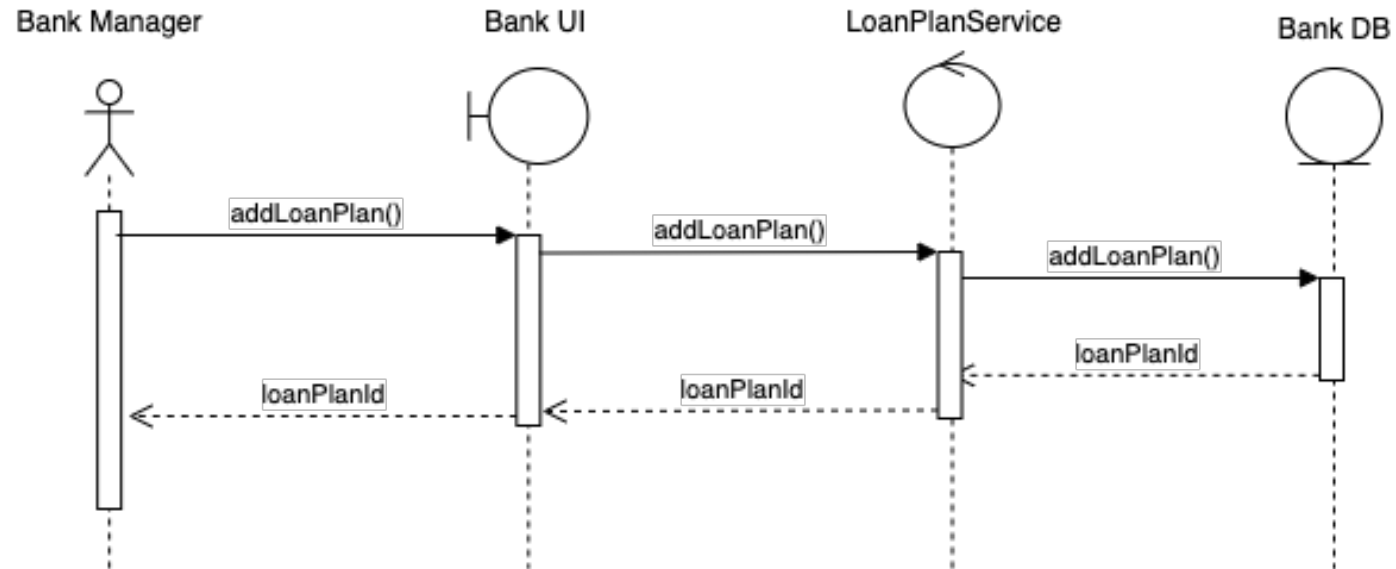 Bank Manager
Bank UI
LoanPlanService
Bank DB
addLoanPlan()
addLoanPlan()
addLoanPlan()
loanPlanId
loanPlanId
loanPlanId